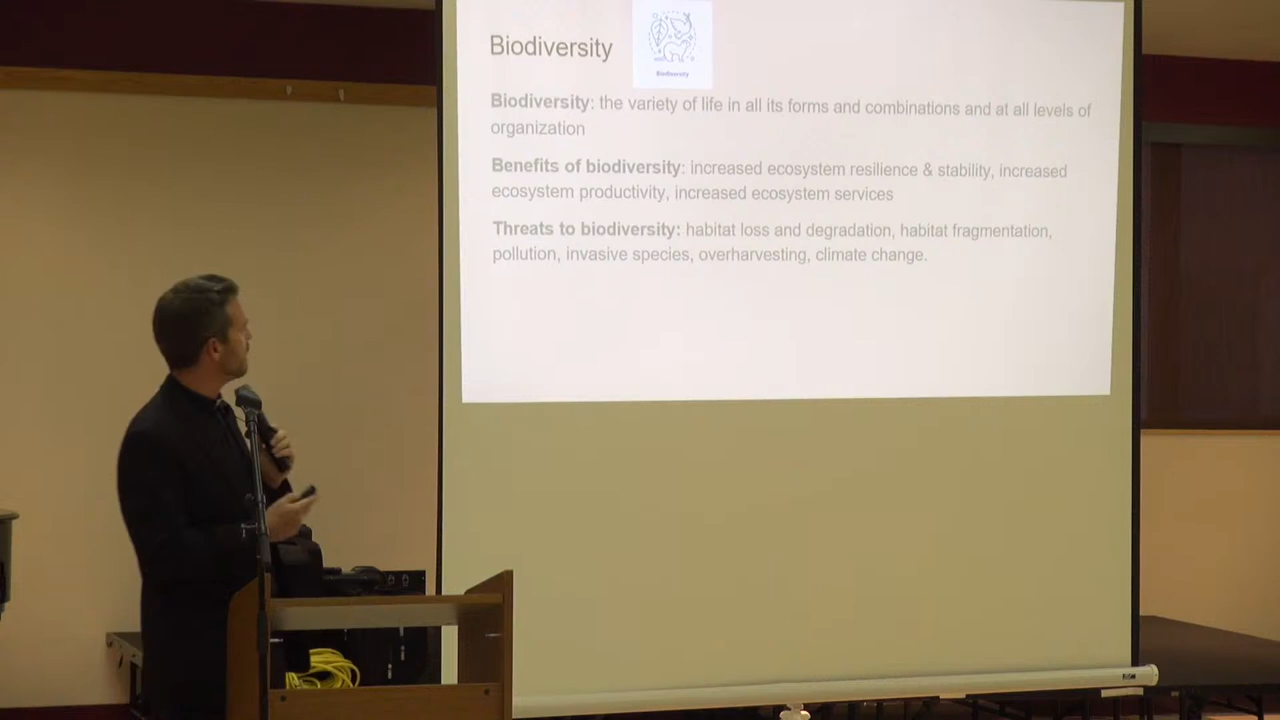 Biodiversity
Biodiversity
Biodiversity: the variety of life in all its forms and combinations and at all levels of
organization
Benefits of biodiversity: increased ecosystem resilience & stability, increased
ecosystem productivity, increased ecosystem services
Threats to biodiversity: habitat loss and degradation, habitat fragmentation,
pollution, invasive species, overharvesting, climate change.